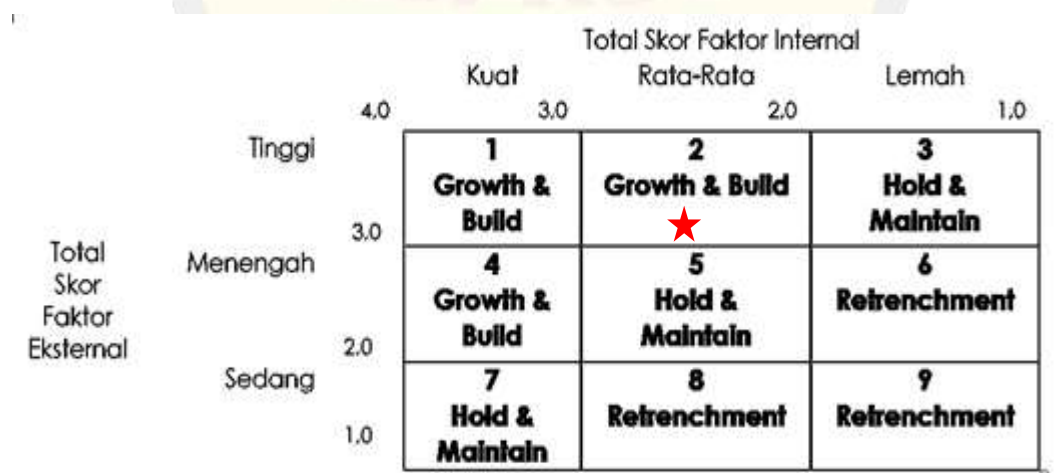 Total Skor Faktor Internal
Kuat Rata-Rata Lemah
4.0 3.0 2.0 1.0
Tinggi
1 2 3
Growth & Growth & Build Hold &
Build Maintain
3.0
Total Skor Faktor Eksternal
Menengah
4 5 6
Growth & Hold & Retrenchment
Build Maintain
2.0
Sedang
7 8 9
Hold & Retrenchment Retrenchment
Maintain
1.0